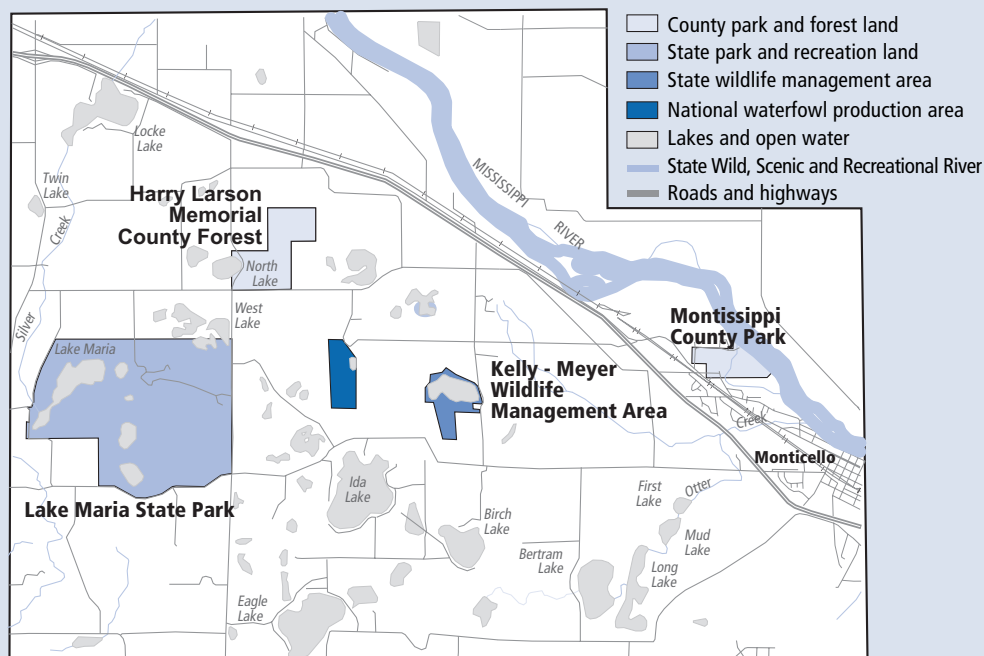 County park and forest land
State park and recreation land
State wildlife management area
National waterfowl production area
Lakes and open water
State Wild, Scenic and Recreational River
Roads and highways
Locke
Lake
Twin
Lake
Creek
Silver
Harry Larson
Memorial
County Forest
North
Lake
West
Lake
MISSISSIPPI
RIVER
Montissippi
County Park
Lake Maria
Kelly - Meyer
Wildlife
Management Area
Creek
Monticello
Lake Maria State Park
Ida
Lake
First
Lake
Otter
Birch
Lake
Mud
Lake
Bertram
Lake
Long
Lake
Eagle
Lake